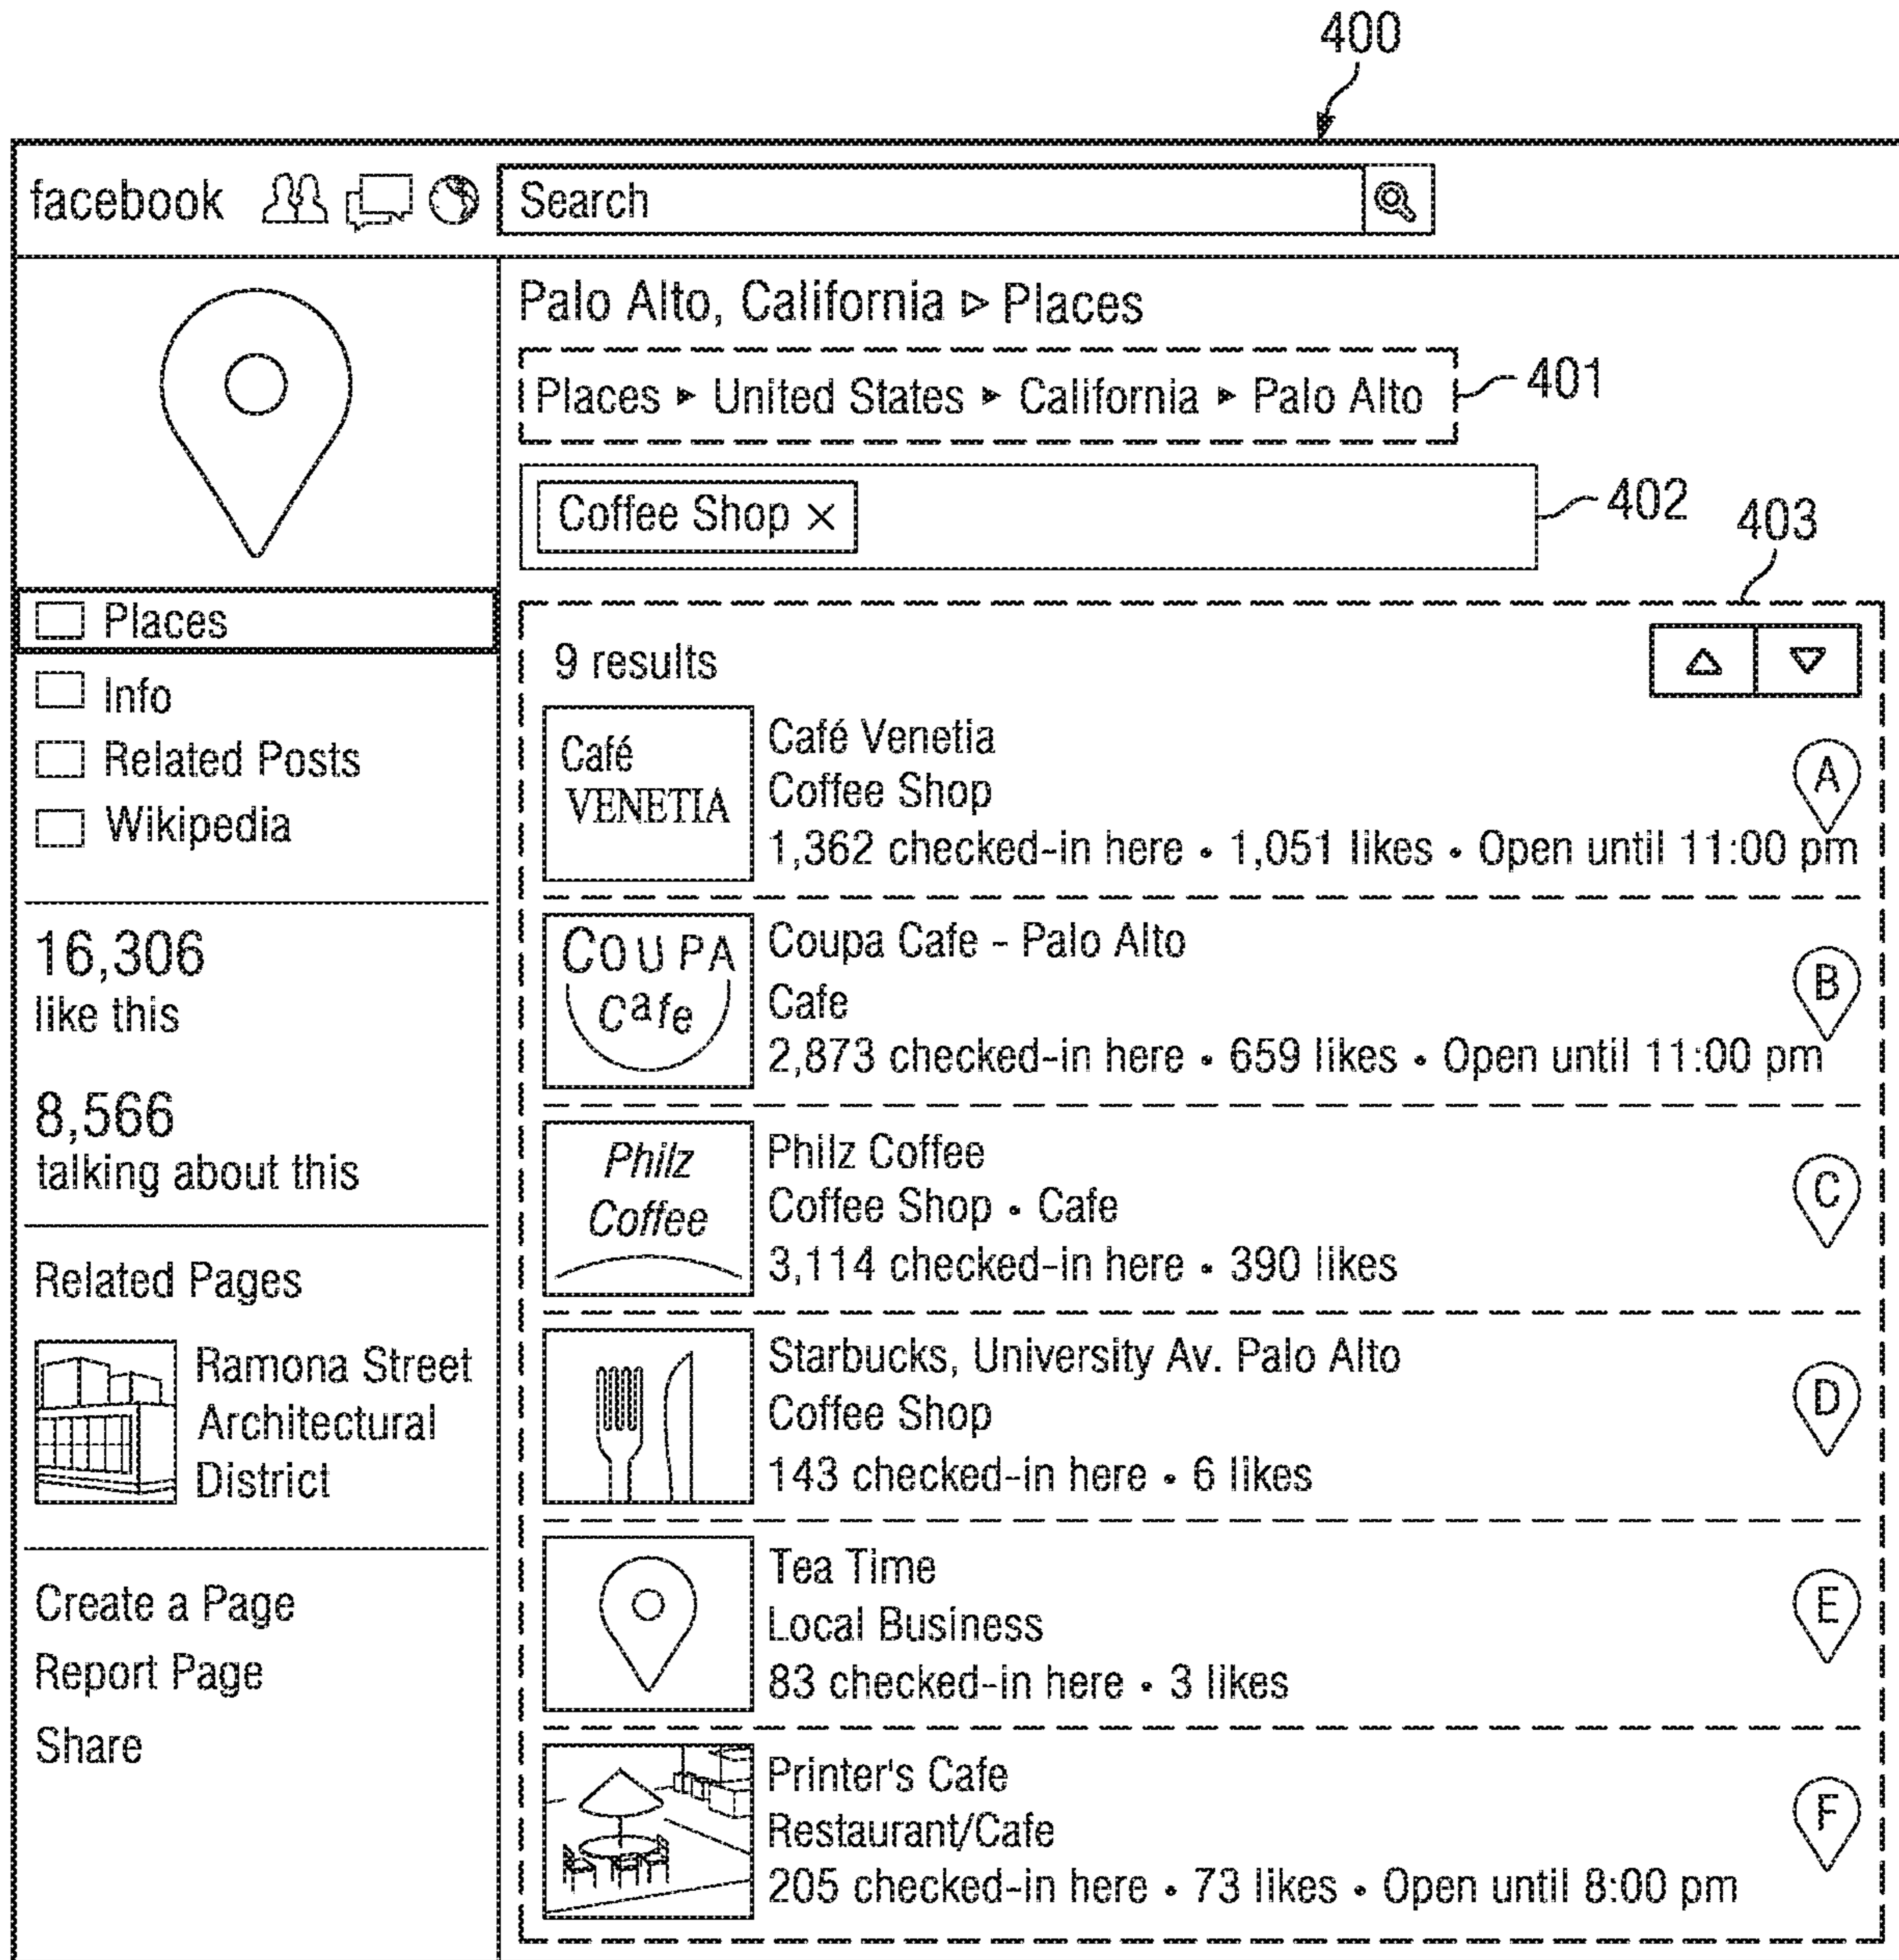 400
facebook
Search
Palo Alto, California ▷ Places
Places ▸ United States ▸ California ▸ Palo Alto
401
Coffee Shop ×
402
403
Places
Info
Related Posts
Wikipedia
16,306
like this
8,566
talking about this
Related Pages
Ramona Street
Architectural
District
Create a Page
Report Page
Share
9 results
Café
VENETIA
Café Venetia
Coffee Shop
1,362 checked-in here • 1,051 likes • Open until 11:00 pm
A
COUPA
Cafe
Coupa Cafe - Palo Alto
Cafe
2,873 checked-in here • 659 likes • Open until 11:00 pm
B
Philz
Coffee
Philz Coffee
Coffee Shop • Cafe
3,114 checked-in here • 390 likes
C
Starbucks, University Av. Palo Alto
Coffee Shop
143 checked-in here • 6 likes
D
Tea Time
Local Business
83 checked-in here • 3 likes
E
Printer's Cafe
Restaurant/Cafe
205 checked-in here • 73 likes • Open until 8:00 pm
F